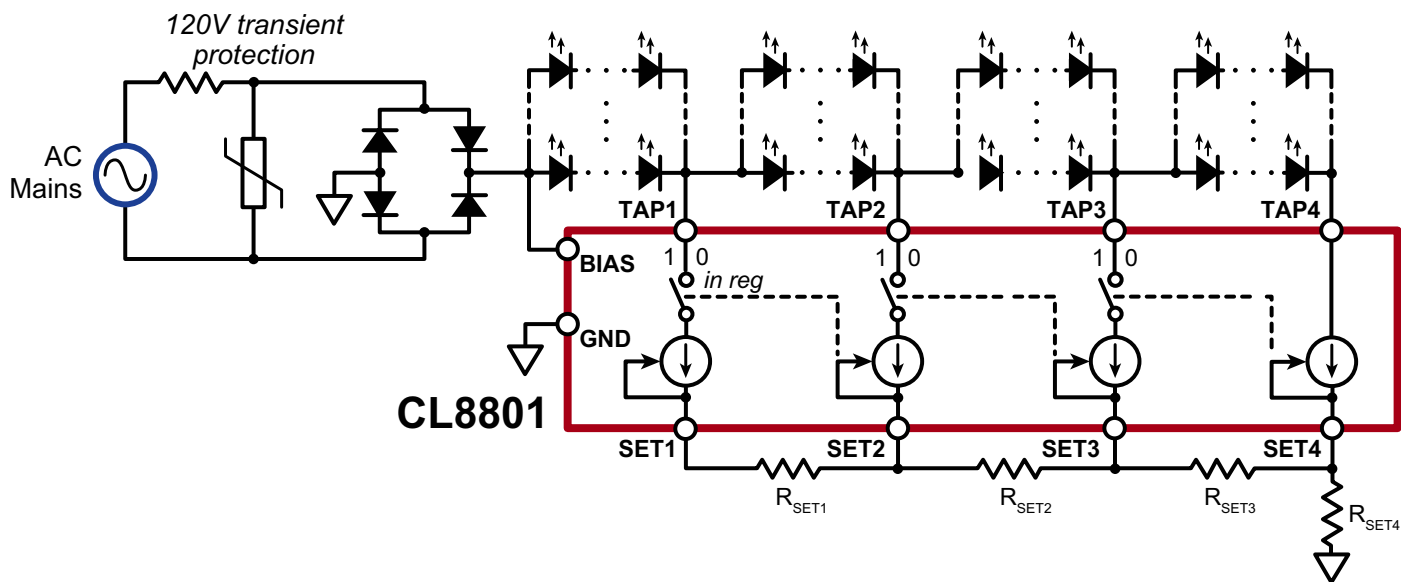 120V transient
protection
AC
Mains
TAP1
TAP2
TAP3
TAP4
BIAS
1 0
1 0
1 0
in reg
GND
CL8801
SET1
SET2
SET3
SET4
RSET1
RSET2
RSET3
RSET4